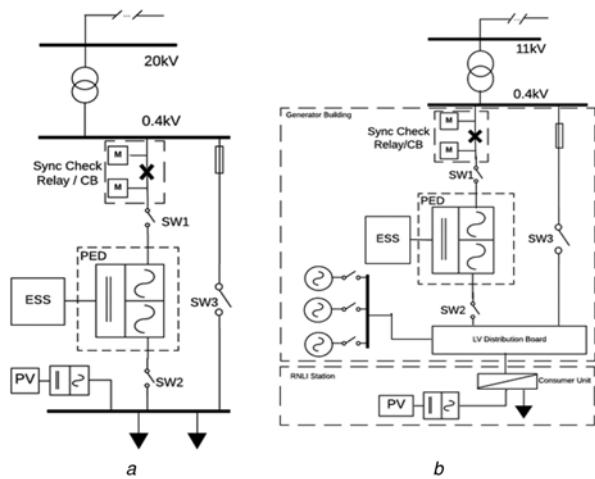 20kV
0.4kV
M
Sync Check
Relay / CB
M
SW1
PED
ESS
SW3
PV
SW2
a
11kV
0.4kV
Generator Building
M
Sync Check
Relay/CB
M
SW1
PED
ESS
SW3
SW2
LV Distribution Board
RNLI Station
Consumer Unit
PV
b